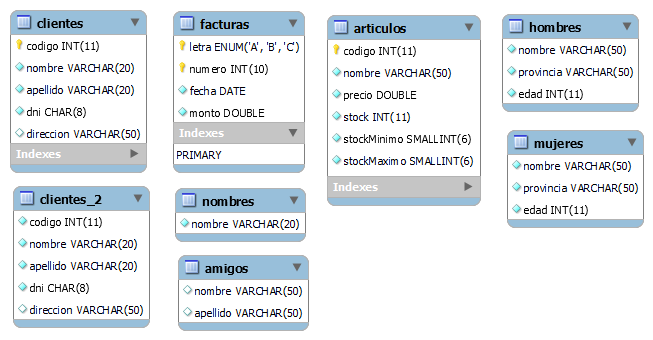 clientes
codigo INT(11)
nombre VARCHAR(20)
apellido VARCHAR(20)
dni CHAR(8)
direccion VARCHAR(50)
Indexes
facturas
letra ENUM('A', 'B', 'C')
numero INT(10)
fecha DATE
monto DOUBLE
Indexes
PRIMARY
articulos
codigo INT(11)
nombre VARCHAR(50)
precio DOUBLE
stock INT(11)
stockMinimo SMALLINT(6)
stockMaximo SMALLINT(6)
Indexes
hombres
nombre VARCHAR(50)
provincia VARCHAR(50)
edad INT(11)
mujeres
nombre VARCHAR(50)
provincia VARCHAR(50)
edad INT(11)
clientes_2
codigo INT(11)
nombre VARCHAR(20)
apellido VARCHAR(20)
dni CHAR(8)
direccion VARCHAR(50)
nombres
nombre VARCHAR(20)
amigos
nombre VARCHAR(50)
apellido VARCHAR(50)